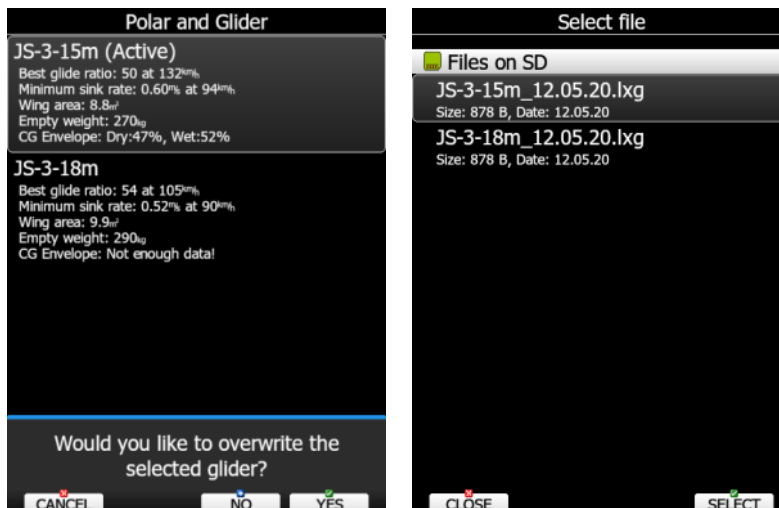 Polar and Glider
JS-3-15m (Active)
Best glide ratio: 50 at 132km/h
Minimum sink rate: 0.60m/s at 94km/h
Wing area: 8.8m²
Empty weight: 270kg
CG Envelope: Dry:47%, Wet:52%
JS-3-18m
Best glide ratio: 54 at 105km/h
Minimum sink rate: 0.52m/s at 90km/h
Wing area: 9.9m²
Empty weight: 290kg
CG Envelope: Not enough data!
Would you like to overwrite the
selected glider?
CANCEL NO YES
Select file
Files on SD
JS-3-15m_12.05.20.lxg
Size: 878 B, Date: 12.05.20
JS-3-18m_12.05.20.lxg
Size: 878 B, Date: 12.05.20
CLOSE SELECT